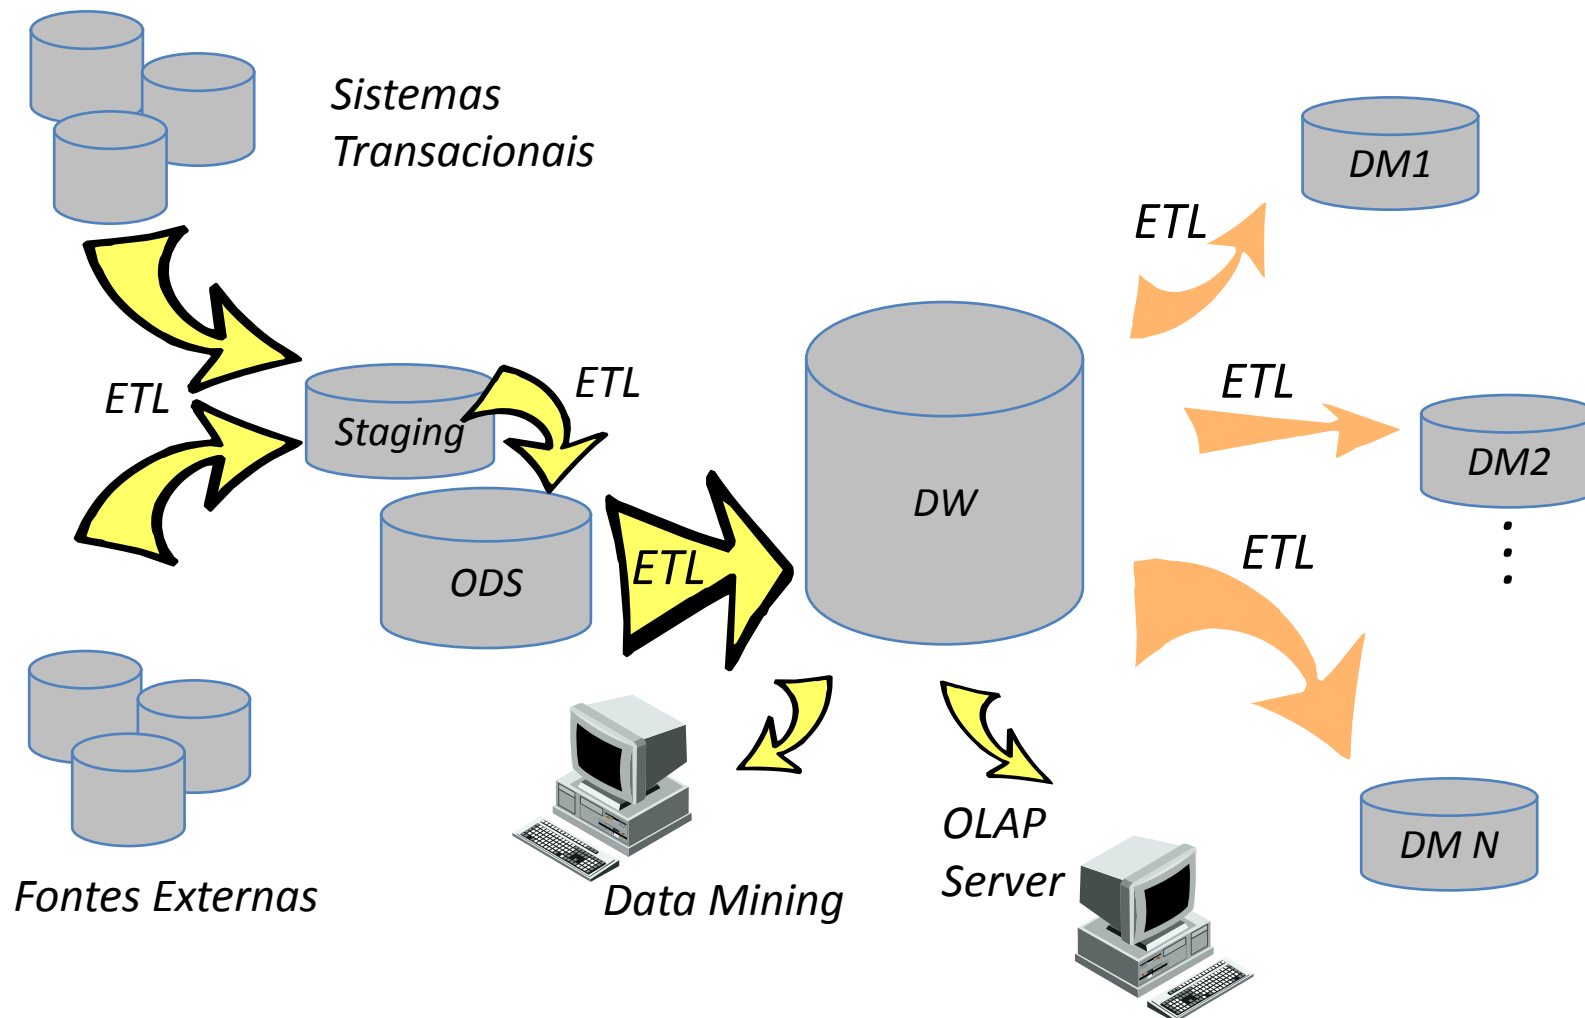 Sistemas
Transacionais
DM1
ETL
ETL
ETL
ETL
Staging
DM2
DW
ETL
ETL
ODS
OLAP
Server
DM N
Fontes Externas
Data Mining